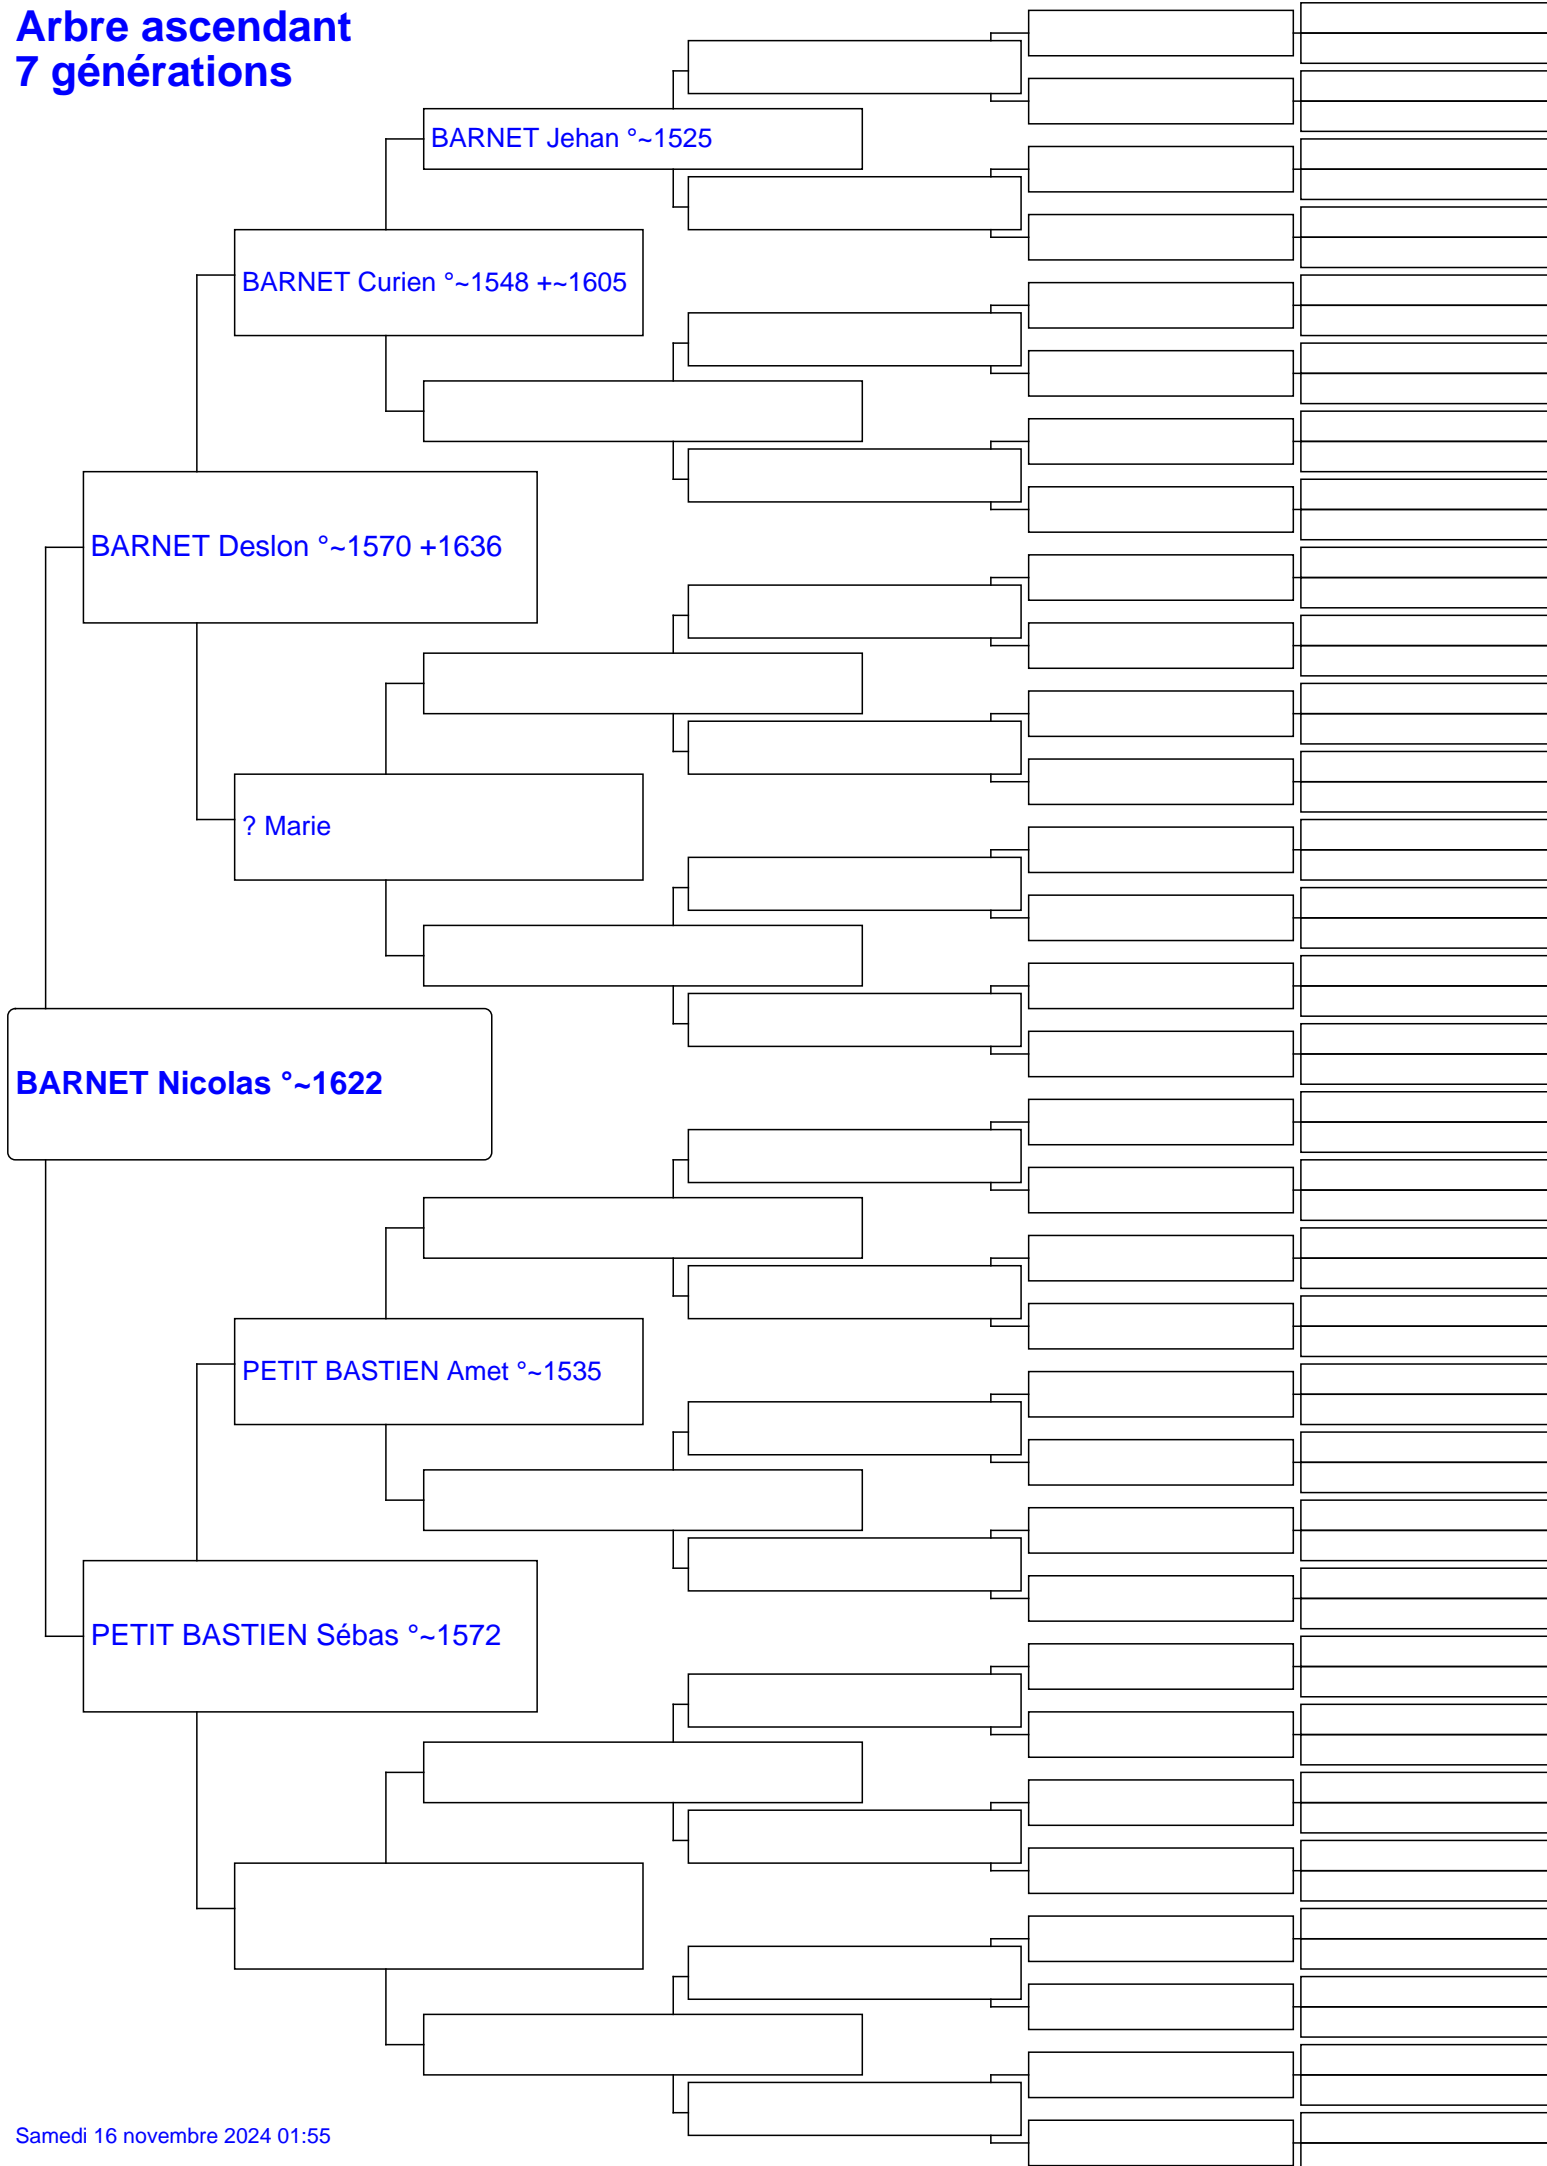 Arbre ascendant
7 générations
BARNET Jehan °~1525
BARNET Curien °~1548 +~1605
BARNET Deslon °~1570 +1636
? Marie
BARNET Nicolas °~1622
PETIT BASTIEN Amet °~1535
PETIT BASTIEN Sébas °~1572
Samedi 16 novembre 2024 01:55